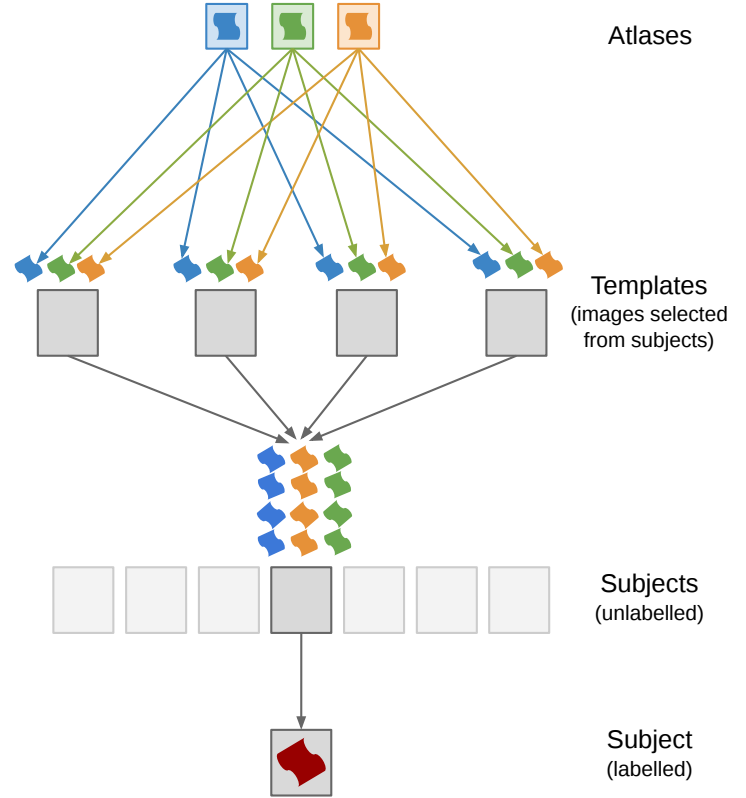 Atlases
Templates
(images selected
from subjects)
Subjects
(unlabelled)
Subject
(labelled)